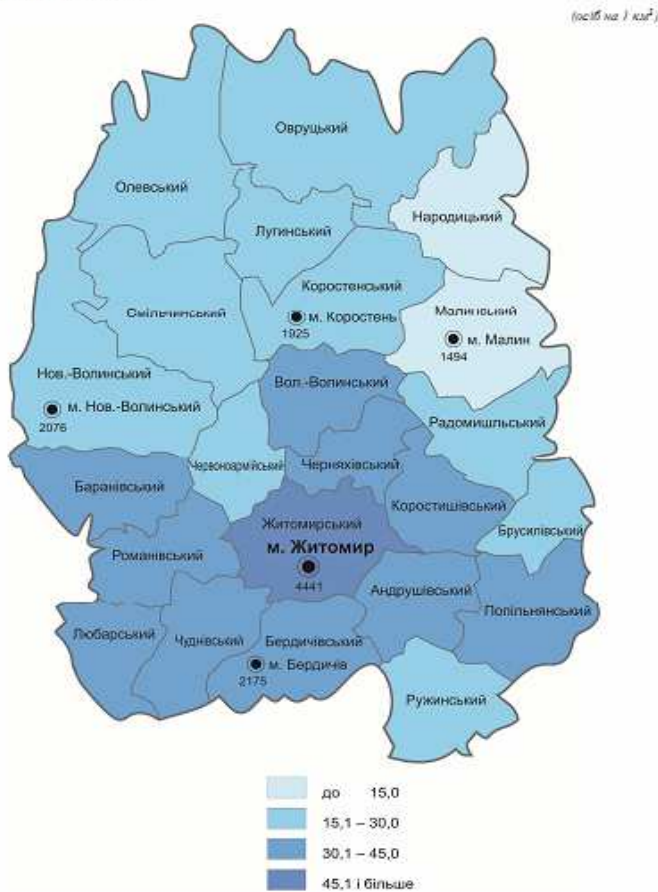 (осіб на 1 км²)
Овруцький
Олевський
Народицький
Лугинський
Коростенський
м. Коростень
1925
Ємільчинський
Малинський
м. Малин
1494
Нов.-Волинський
м. Нов.-Волинський
2076
Вол.-Волинський
Радомишльський
Червоноармійський
Черняхівський
Баранівський
Коростишівський
Брусилівський
Житомирський
м. Житомир
4441
Романівський
Андрушівський
Попільнянський
Любарський
Чуднівський
Бердичівський
м. Бердичів
2175
Ружинський
до 15,0
15,1 – 30,0
30,1 – 45,0
45,1 і більше